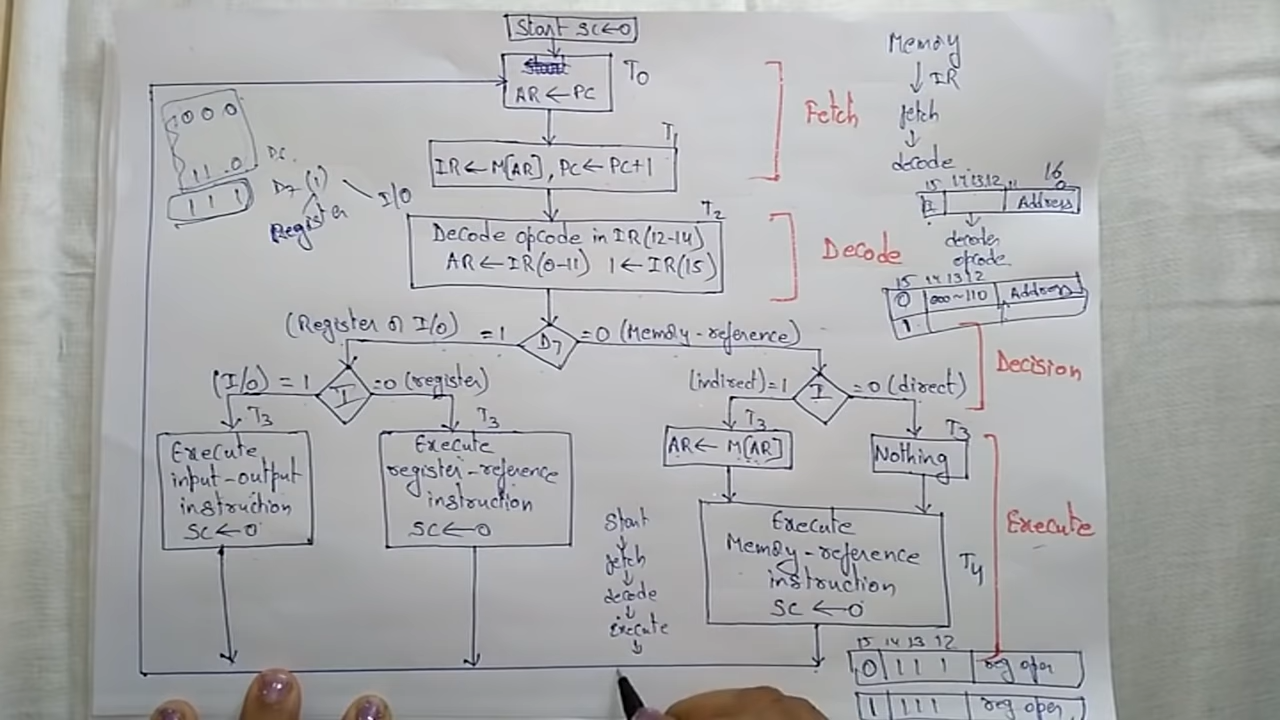 Start SC←0
AR ← PC
T0
IR ← M[AR], PC ← PC+1
T1
Decode opcode in IR(12-14)
AR ← IR(0-11) 1 ← IR(15)
T2
(Register or I/O) =1
D7
=0 (Memory-reference)
(I/O) = 1
I
=0 (register)
(indirect)=1
I
=0 (direct)
T3
Execute
input-output
instruction
SC←0
T3
Execute
register-reference
instruction
SC←0
T3
AR← M[AR]
T3
Nothing
Execute
Memory-reference
instruction
SC ←0
T4
Start
fetch
decode
execute
Fetch
Decode
Decision
Execute
000
110
D7 (1)
111
I/O
Register
Memory
IR
fetch
decode
16
15 14 13 12 11 0
I Address
decoder
opcode
15 14 13 12
0 000~110 Address
1
15 14 13 12
0 1 1 1 reg oper
1 1 1 1 reg oper